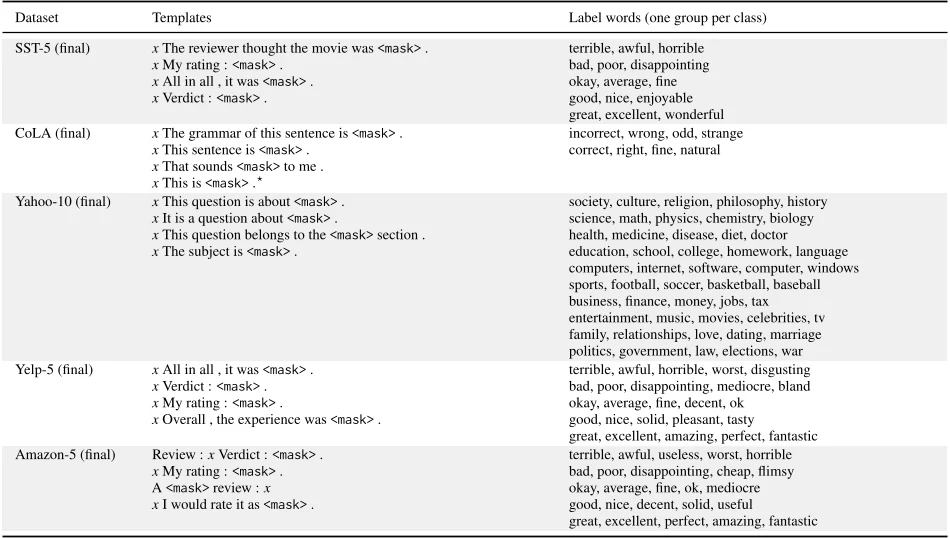 Dataset Templates Label words (one group per class)
SST-5 (final) x The reviewer thought the movie was <mask> . terrible, awful, horrible
x My rating : <mask> . bad, poor, disappointing
x All in all , it was <mask> . okay, average, fine
x Verdict : <mask> . good, nice, enjoyable
great, excellent, wonderful
CoLA (final) x The grammar of this sentence is <mask> . incorrect, wrong, odd, strange
x This sentence is <mask> . correct, right, fine, natural
x That sounds <mask> to me .
x This is <mask> .*
Yahoo-10 (final) x This question is about <mask> . society, culture, religion, philosophy, history
x It is a question about <mask> . science, math, physics, chemistry, biology
x This question belongs to the <mask> section . health, medicine, disease, diet, doctor
x The subject is <mask> . education, school, college, homework, language
computers, internet, software, computer, windows
sports, football, soccer, basketball, baseball
business, finance, money, jobs, tax
entertainment, music, movies, celebrities, tv
family, relationships, love, dating, marriage
politics, government, law, elections, war
Yelp-5 (final) x All in all , it was <mask> . terrible, awful, horrible, worst, disgusting
x Verdict : <mask> . bad, poor, disappointing, mediocre, bland
x My rating : <mask> . okay, average, fine, decent, ok
x Overall , the experience was <mask> . good, nice, solid, pleasant, tasty
great, excellent, amazing, perfect, fantastic
Amazon-5 (final) Review : x Verdict : <mask> . terrible, awful, useless, worst, horrible
x My rating : <mask> . bad, poor, disappointing, cheap, flimsy
A <mask> review : x okay, average, fine, ok, mediocre
x I would rate it as <mask> . good, nice, decent, solid, useful
great, excellent, perfect, amazing, fantastic